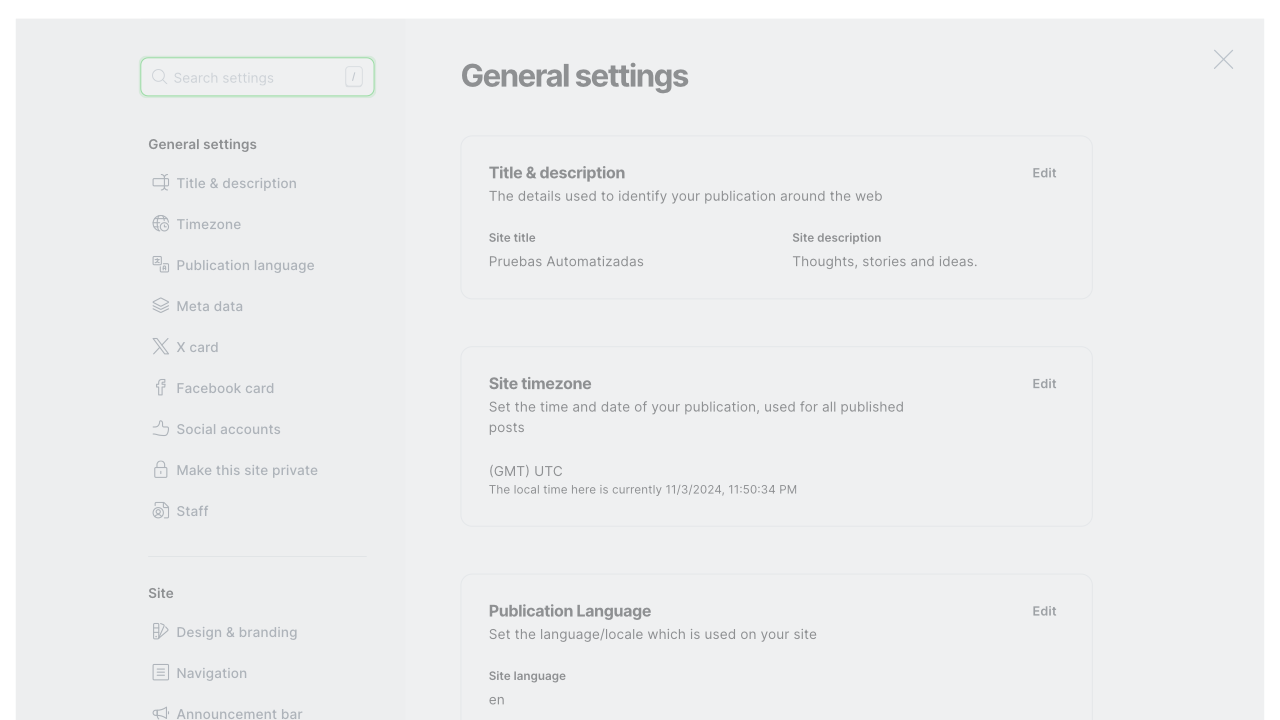 Search settings
/
General settings
Title & description
Timezone
Publication language
Meta data
X card
Facebook card
Social accounts
Make this site private
Staff
Site
Design & branding
Navigation
Announcement bar
General settings
Title & description
Edit
The details used to identify your publication around the web
Site title
Pruebas Automatizadas
Site description
Thoughts, stories and ideas.
Site timezone
Edit
Set the time and date of your publication, used for all published
posts
(GMT) UTC
The local time here is currently 11/3/2024, 11:50:34 PM
Publication Language
Edit
Set the language/locale which is used on your site
Site language
en